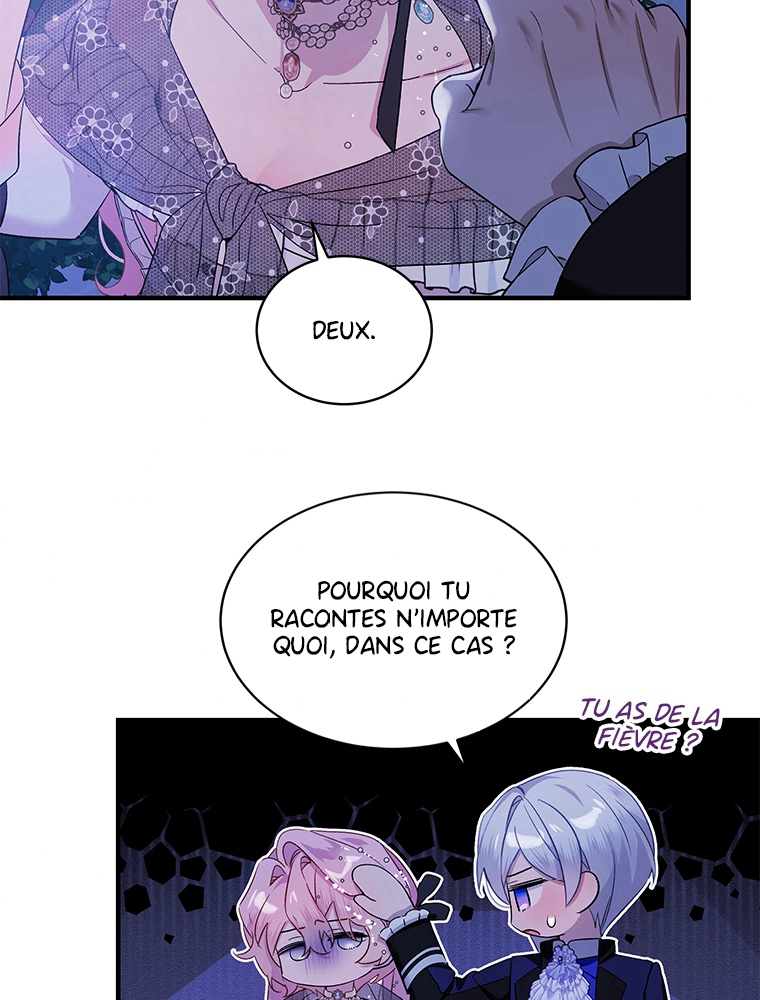 DEUX.
POURQUOI TU
RACONTES N'IMPORTE
QUOI, DANS CE CAS ?
TU AS DE LA
FIÈVRE ?